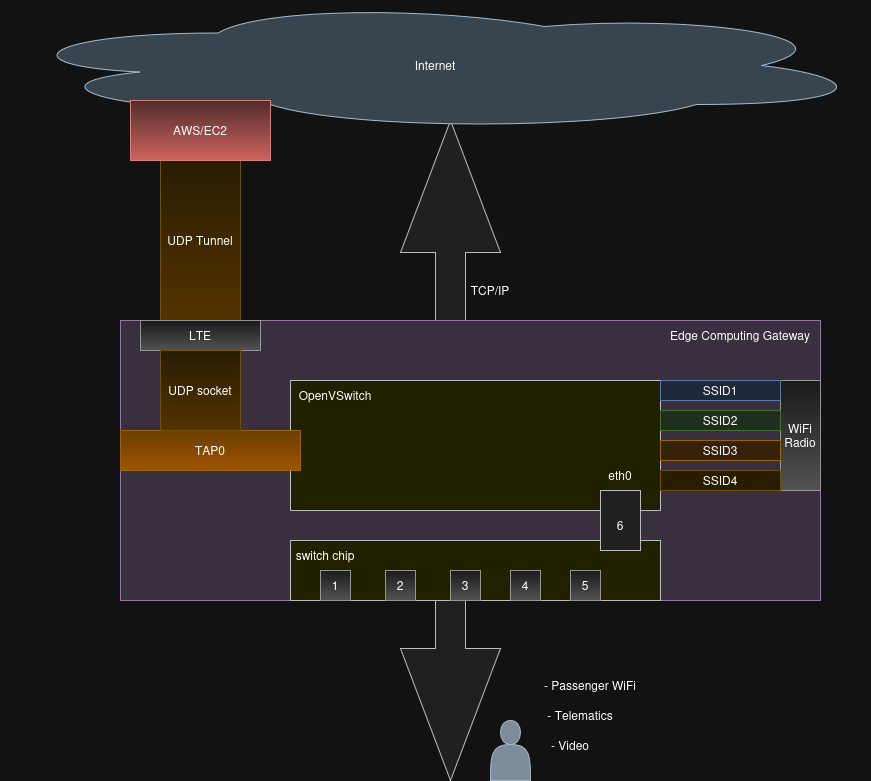 Internet
AWS/EC2
UDP Tunnel
TCP/IP
LTE
Edge Computing Gateway
UDP socket
OpenVSwitch
SSID1
SSID2
SSID3
SSID4
WiFi
Radio
TAP0
eth0
6
switch chip
1
2
3
4
5
- Passenger WiFi
- Telematics
- Video